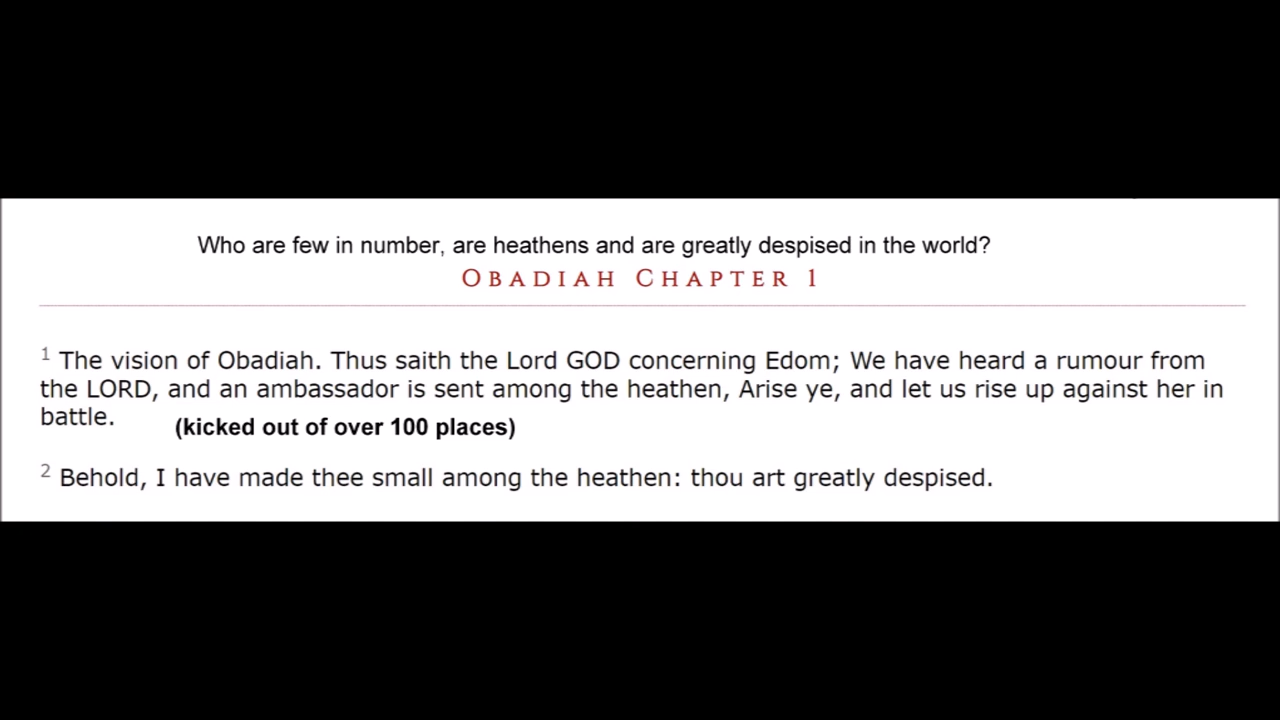 Who are few in number, are heathens and are greatly despised in the world?
OBADIAH CHAPTER 1
1 The vision of Obadiah. Thus saith the Lord GOD concerning Edom; We have heard a rumour from
the LORD, and an ambassador is sent among the heathen, Arise ye, and let us rise up against her in
battle.
(kicked out of over 100 places)
2 Behold, I have made thee small among the heathen: thou art greatly despised.